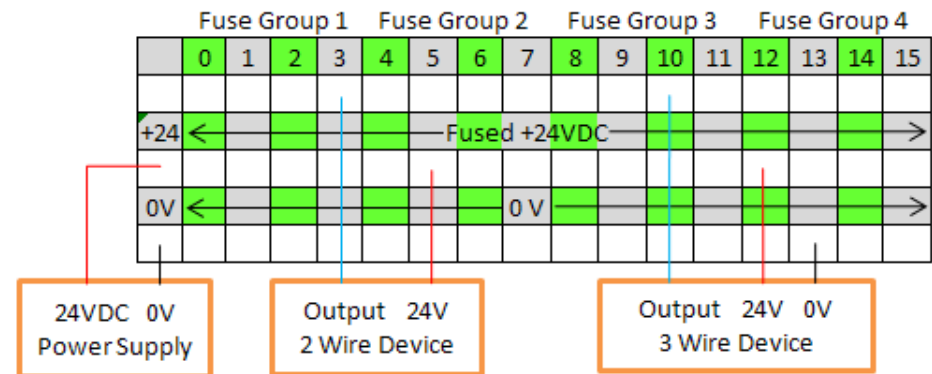 Fuse Group 1 Fuse Group 2 Fuse Group 3 Fuse Group 4
0 1 2 3 4 5 6 7 8 9 10 11 12 13 14 15
+24 Fused +24VDC
0V 0 V
24VDC 0V
Power Supply
Output 24V
2 Wire Device
Output 24V 0V
3 Wire Device